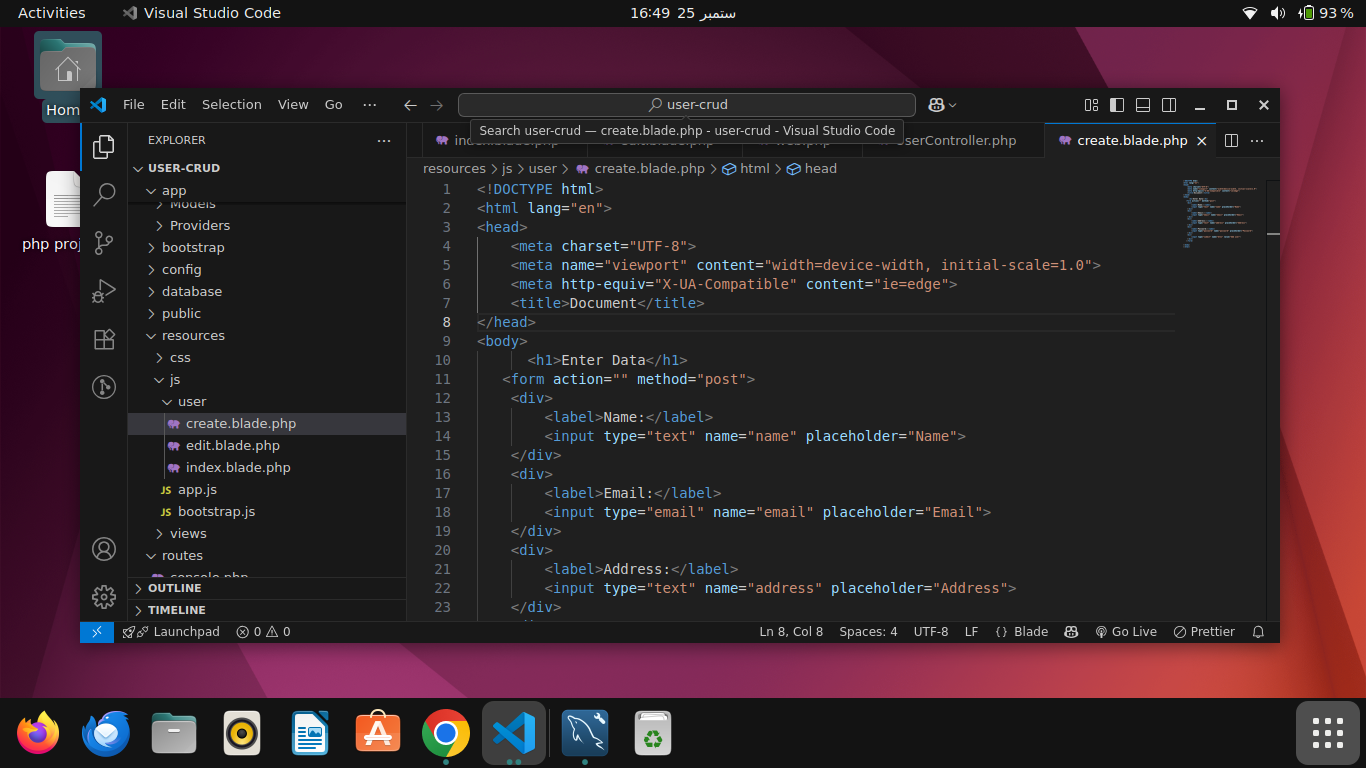 Activities
Visual Studio Code
16:49 25 ستمبر
93 %
Home
php proj
File Edit Selection View Go ···
user-crud
Search user-crud — create.blade.php - user-crud - Visual Studio Code
EXPLORER
UserController.php
create.blade.php
USER-CRUD
app
Models
Providers
bootstrap
config
database
public
resources
css
js
user
create.blade.php
edit.blade.php
index.blade.php
JS app.js
JS bootstrap.js
views
routes
console.php
OUTLINE
TIMELINE
resources > js > user > create.blade.php > html > head
1 <!DOCTYPE html>
2 <html lang="en">
3 <head>
4 <meta charset="UTF-8">
5 <meta name="viewport" content="width=device-width, initial-scale=1.0">
6 <meta http-equiv="X-UA-Compatible" content="ie=edge">
7 <title>Document</title>
8 </head>
9 <body>
10 <h1>Enter Data</h1>
11 <form action="" method="post">
12 <div>
13 <label>Name:</label>
14 <input type="text" name="name" placeholder="Name">
15 </div>
16 <div>
17 <label>Email:</label>
18 <input type="email" name="email" placeholder="Email">
19 </div>
20 <div>
21 <label>Address:</label>
22 <input type="text" name="address" placeholder="Address">
23 </div>
Launchpad 0 0
Ln 8, Col 8 Spaces: 4 UTF-8 LF {} Blade Go Live Prettier